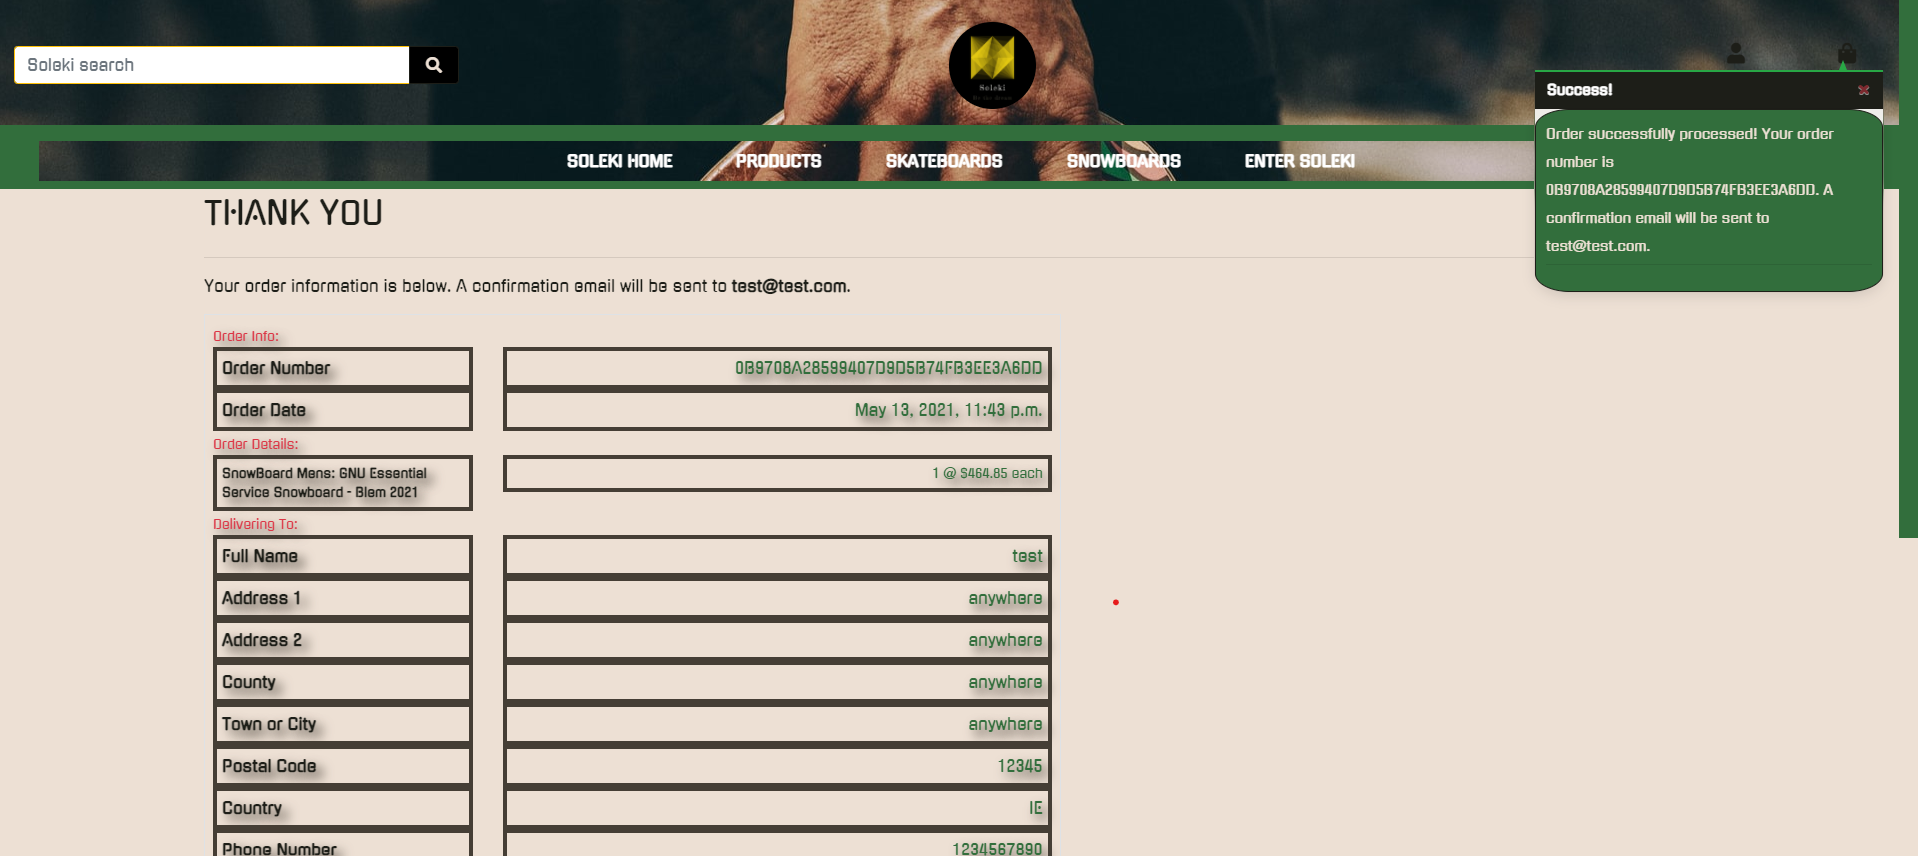 Soleki search
Soleki
Success!
Order successfully processed! Your order
number is
0B9708A28599407D9D5B74FB3EE3A6DD. A
confirmation email will be sent to
test@test.com.
SOLEKI HOME
PRODUCTS
SKATEBOARDS
SNOWBOARDS
ENTER SOLEKI
THANK YOU
Your order information is below. A confirmation email will be sent to test@test.com.
Order Info:
Order Number
0B9708A28599407D9D5B74FB3EE3A6DD
Order Date
May 13, 2021, 11:43 p.m.
Order Details:
SnowBoard Mens: GNU Essential
Service Snowboard - Blem 2021
1 @ $464.85 each
Delivering To:
Full Name
test
Address 1
anywhere
Address 2
anywhere
County
anywhere
Town or City
anywhere
Postal Code
12345
Country
IE
Phone Number
1234567890